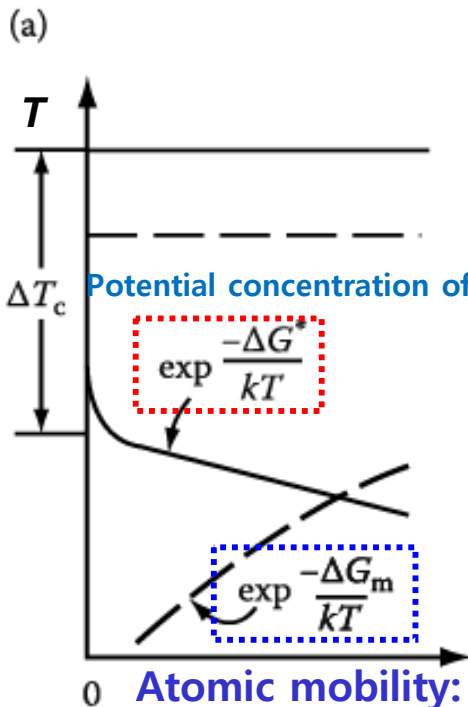 (a)
T
ΔT_c
Potential concentration of
exp −ΔG* / kT
exp −ΔG_m / kT
0
Atomic mobility: